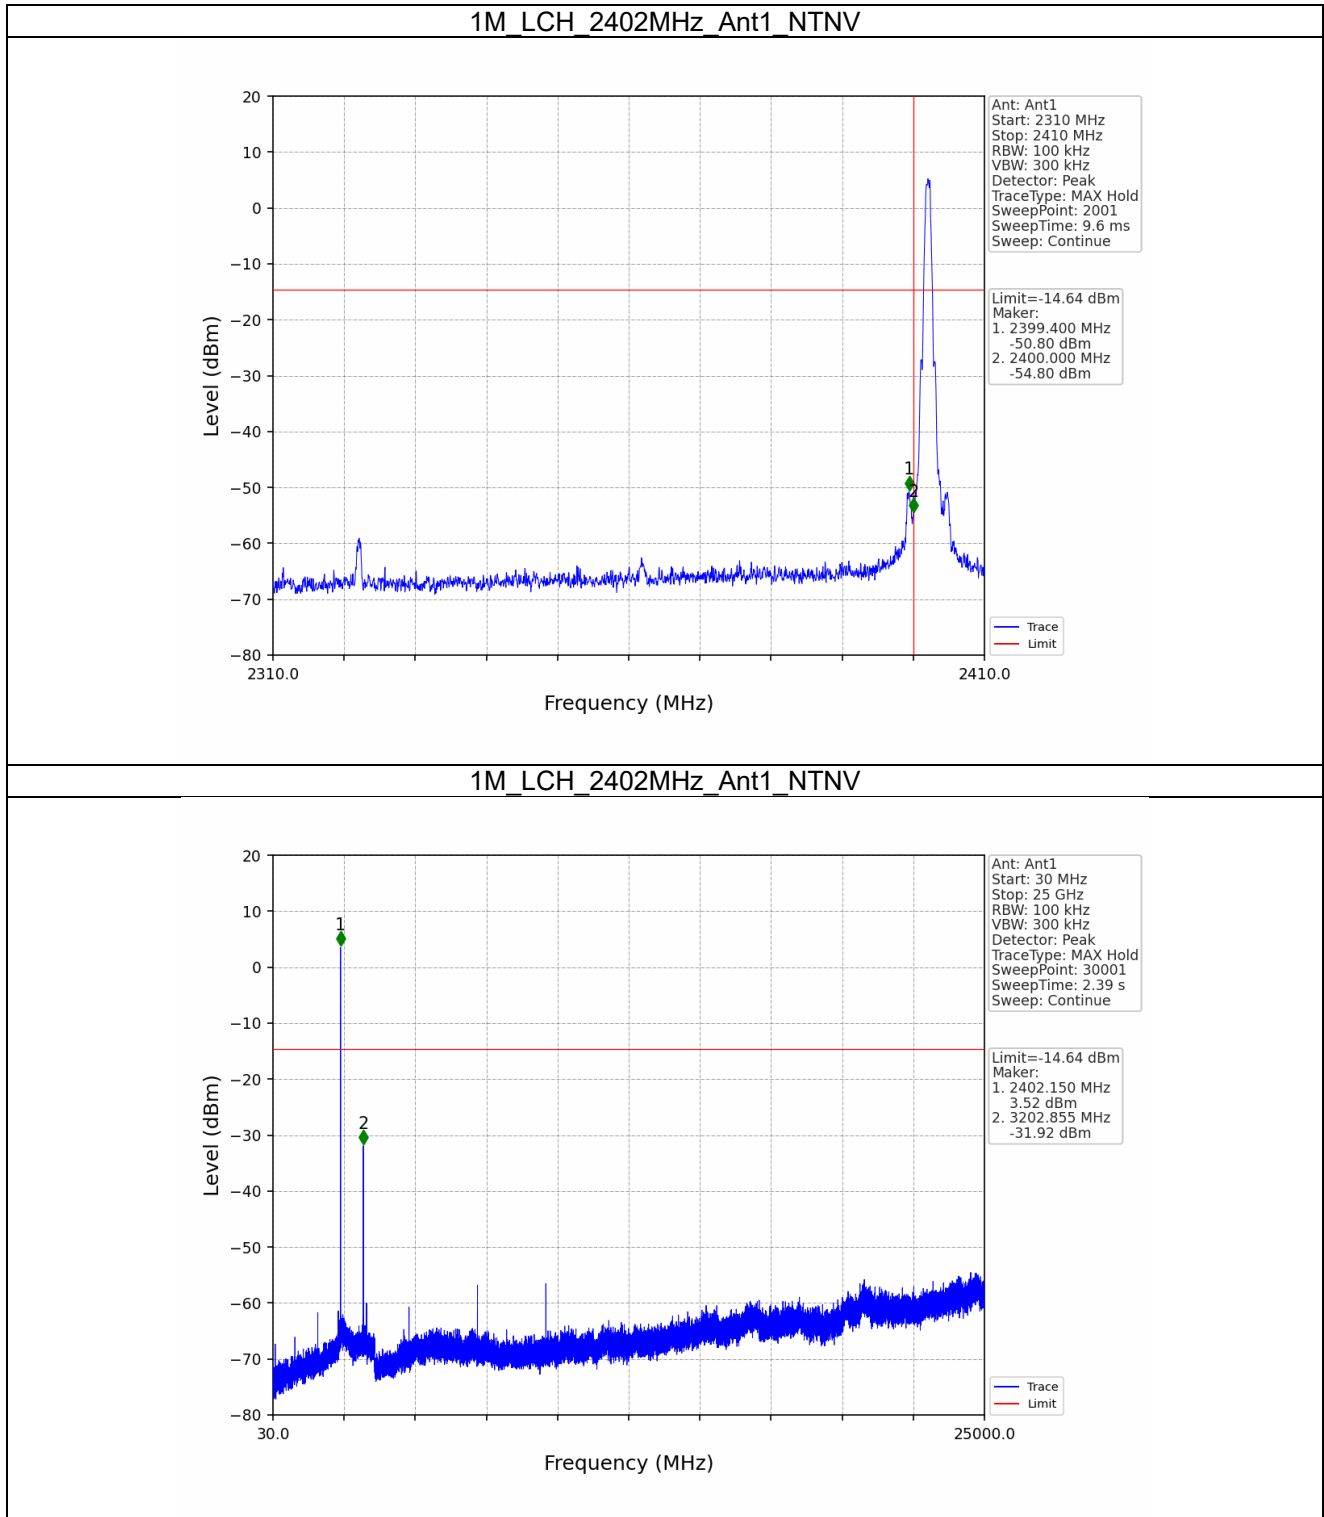 1M_LCH_2402MHz_Ant1_NTNV
20
10
0
−10
−20
−30
−40
−50
−60
−70
−80
Level (dBm)
1
2
2310.0
2410.0
Frequency (MHz)
Ant: Ant1
Start: 2310 MHz
Stop: 2410 MHz
RBW: 100 kHz
VBW: 300 kHz
Detector: Peak
TraceType: MAX Hold
SweepPoint: 2001
SweepTime: 9.6 ms
Sweep: Continue
Limit=-14.64 dBm
Maker:
1. 2399.400 MHz
-50.80 dBm
2. 2400.000 MHz
-54.80 dBm
Trace
Limit
1M_LCH_2402MHz_Ant1_NTNV
20
10
0
−10
−20
−30
−40
−50
−60
−70
−80
Level (dBm)
1
2
30.0
25000.0
Frequency (MHz)
Ant: Ant1
Start: 30 MHz
Stop: 25 GHz
RBW: 100 kHz
VBW: 300 kHz
Detector: Peak
TraceType: MAX Hold
SweepPoint: 30001
SweepTime: 2.39 s
Sweep: Continue
Limit=-14.64 dBm
Maker:
1. 2402.150 MHz
3.52 dBm
2. 3202.855 MHz
-31.92 dBm
Trace
Limit